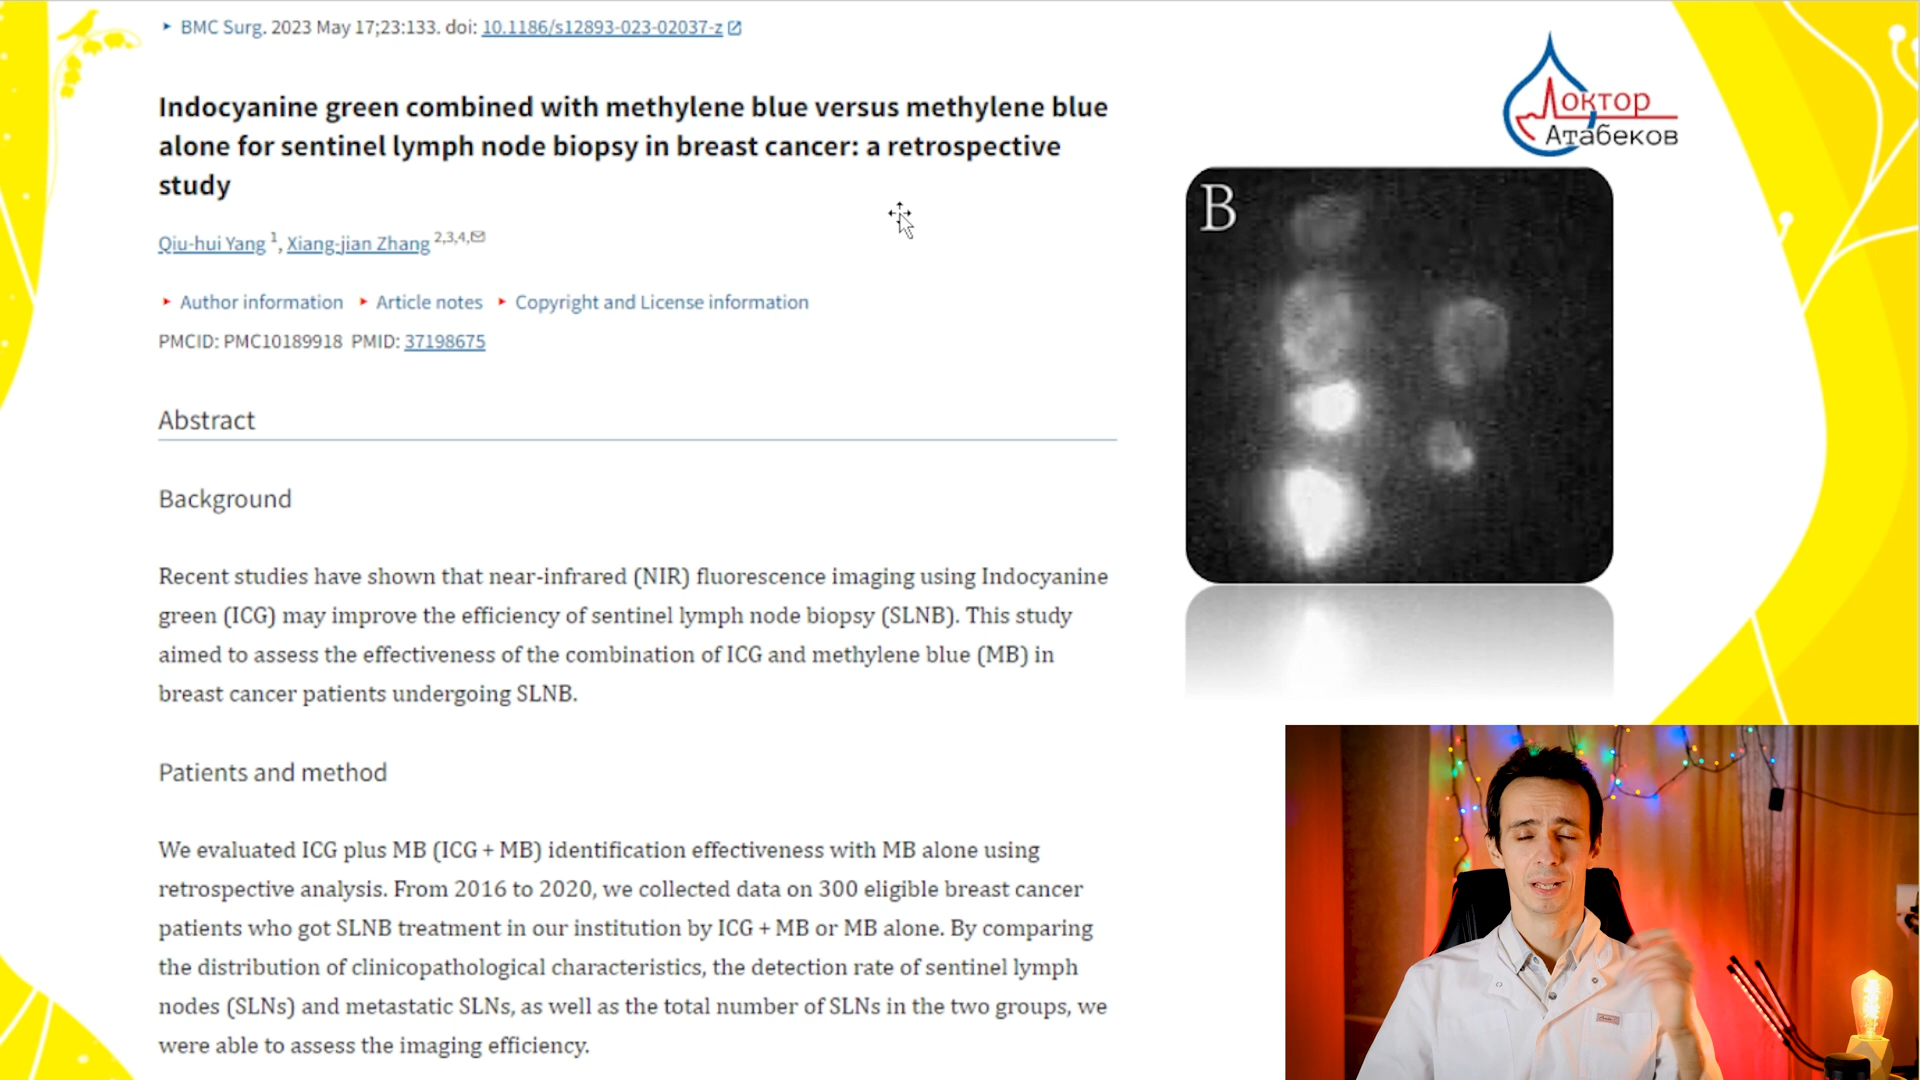 BMC Surg. 2023 May 17;23:133. doi: 10.1186/s12893-023-02037-z
Indocyanine green combined with methylene blue versus methylene blue
alone for sentinel lymph node biopsy in breast cancer: a retrospective
study
Qiu-hui Yang 1, Xiang-jian Zhang 2,3,4,
Author information Article notes Copyright and License information
PMCID: PMC10189918 PMID: 37198675
Abstract
Background
Recent studies have shown that near-infrared (NIR) fluorescence imaging using Indocyanine
green (ICG) may improve the efficiency of sentinel lymph node biopsy (SLNB). This study
aimed to assess the effectiveness of the combination of ICG and methylene blue (MB) in
breast cancer patients undergoing SLNB.
Patients and method
We evaluated ICG plus MB (ICG + MB) identification effectiveness with MB alone using
retrospective analysis. From 2016 to 2020, we collected data on 300 eligible breast cancer
patients who got SLNB treatment in our institution by ICG + MB or MB alone. By comparing
the distribution of clinicopathological characteristics, the detection rate of sentinel lymph
nodes (SLNs) and metastatic SLNs, as well as the total number of SLNs in the two groups, we
were able to assess the imaging efficiency.
Доктор
Атабеков
B